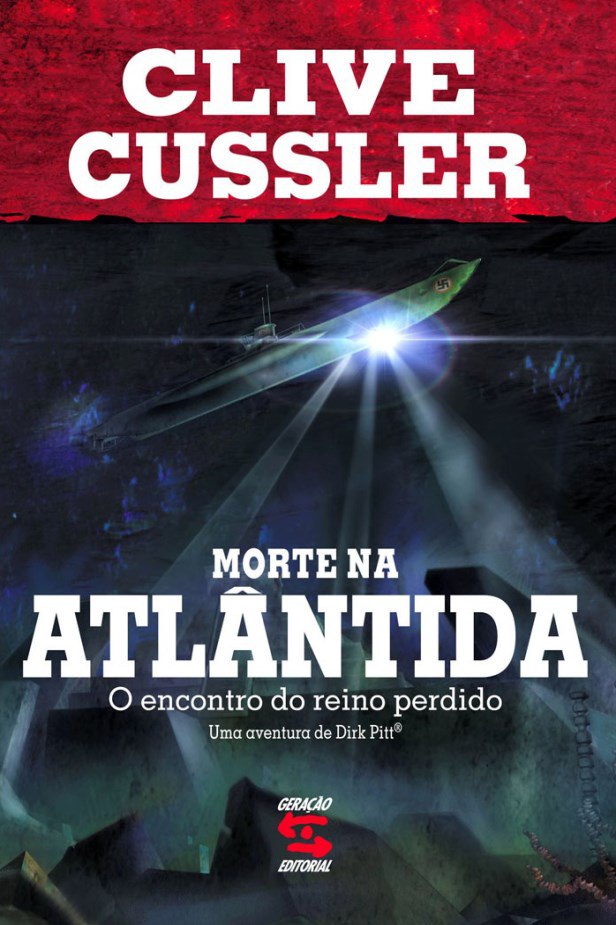 CLIVE
CUSSLER
MORTE NA
ATLÂNTIDA
O encontro do reino perdido
Uma aventura de Dirk Pitt®
GERAÇÃO
EDITORIAL